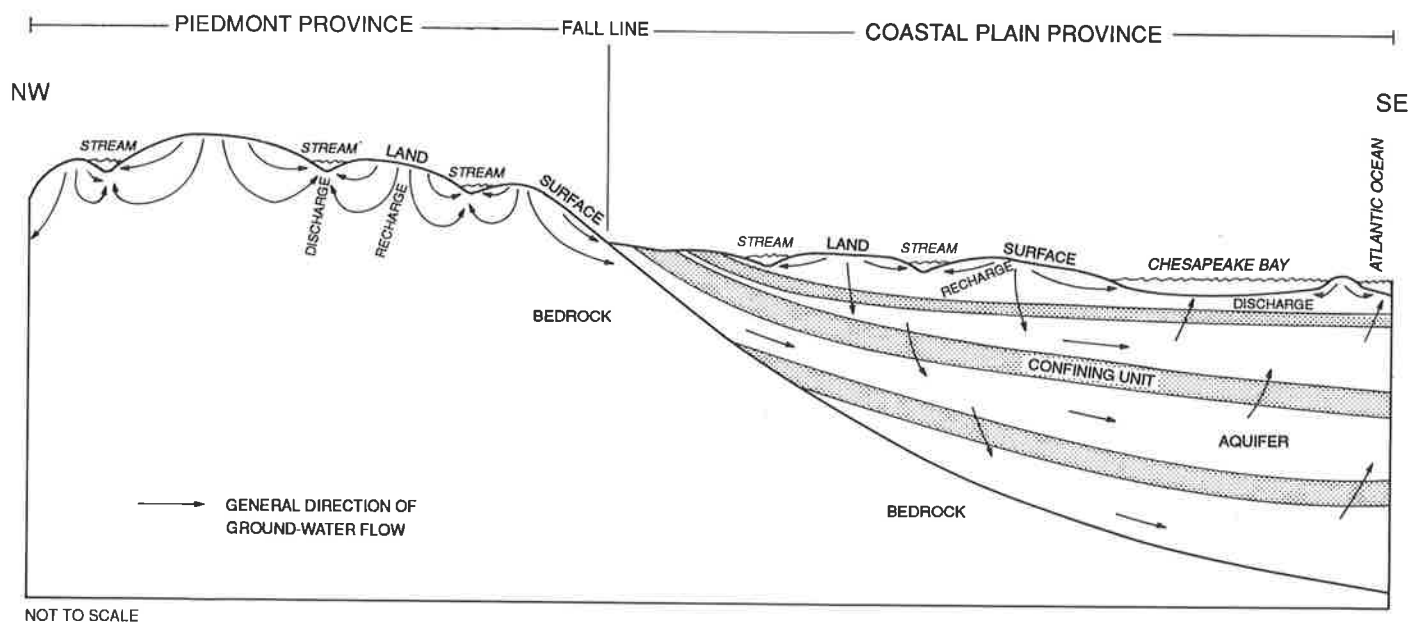 PIEDMONT PROVINCE
FALL LINE
COASTAL PLAIN PROVINCE
NW
SE
STREAM
STREAM
LAND
STREAM
SURFACE
DISCHARGE
RECHARGE
STREAM
LAND
STREAM
SURFACE
RECHARGE
CHESAPEAKE BAY
ATLANTIC OCEAN
DISCHARGE
BEDROCK
CONFINING UNIT
AQUIFER
BEDROCK
GENERAL DIRECTION OF
GROUND-WATER FLOW
NOT TO SCALE